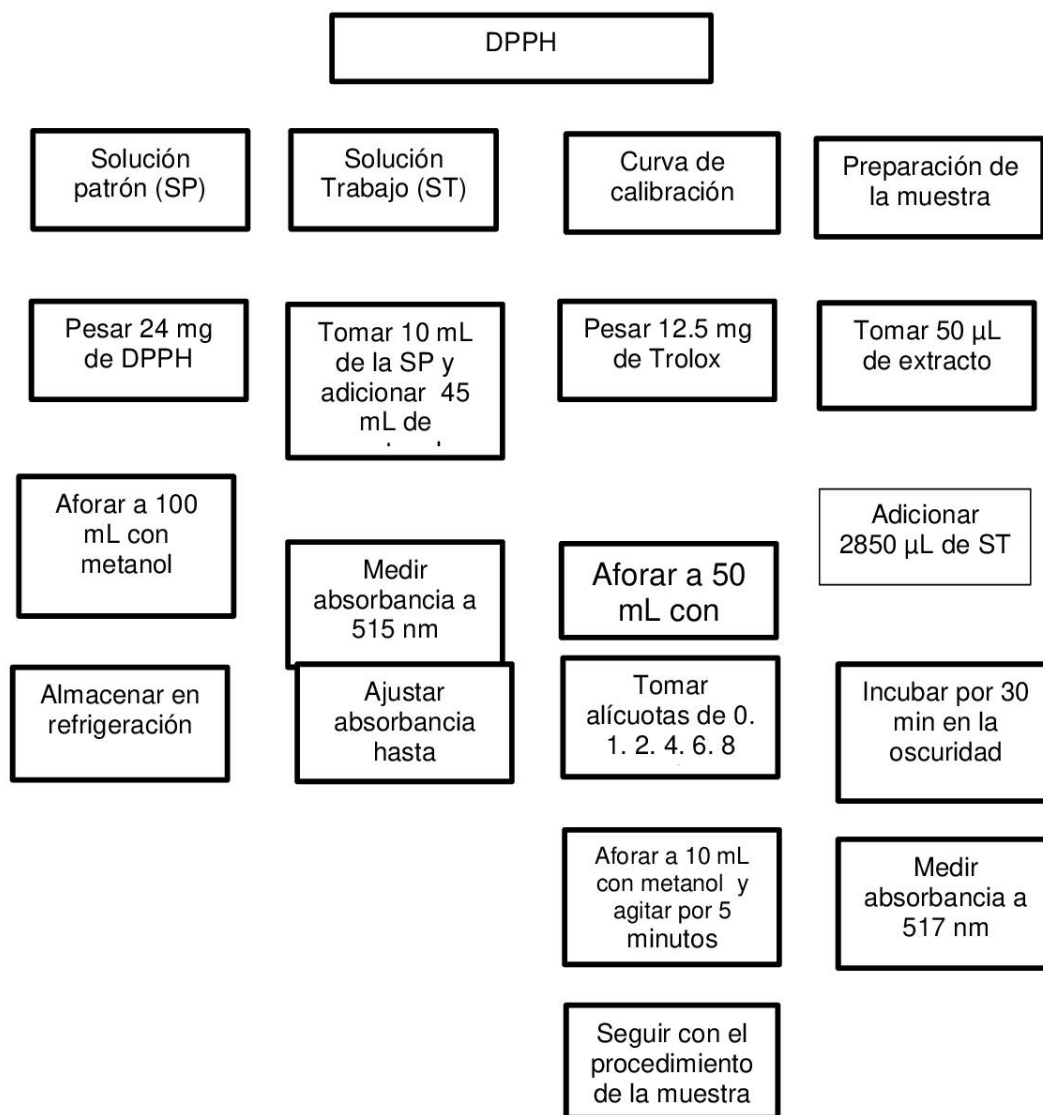 DPPH
Solución
patrón (SP)
Pesar 24 mg
de DPPH
Aforar a 100
mL con
metanol
Almacenar en
refrigeración
Solución
Trabajo (ST)
Tomar 10 mL
de la SP y
adicionar 45
mL de
Medir
absorbancia a
515 nm
Ajustar
absorbancia
hasta
Curva de
calibración
Pesar 12.5 mg
de Trolox
Aforar a 50
mL con
Tomar
alícuotas de 0.
1. 2. 4. 6. 8
Aforar a 10 mL
con metanol y
agitar por 5
minutos
Seguir con el
procedimiento
de la muestra
Preparación de
la muestra
Tomar 50 µL
de extracto
Adicionar
2850 µL de ST
Incubar por 30
min en la
oscuridad
Medir
absorbancia a
517 nm